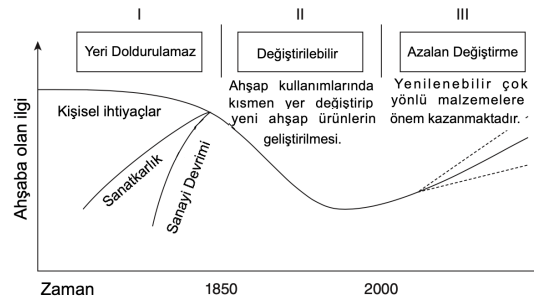 I
II
III
Yeri Doldurulamaz
Değiştirilebilir
Azalan Değiştirme
Ahşap kullanımlarında
kısmen yer değiştirip
yeni ahşap ürünlerin
geliştirilmesi.
Yenilenebilir çok
yönlü malzemelere
önem kazanmaktadır.
Kişisel ihtiyaçlar
Sanatkarlık
Sanayi Devrimi
Ahşaba olan ilgi
Zaman
1850
2000